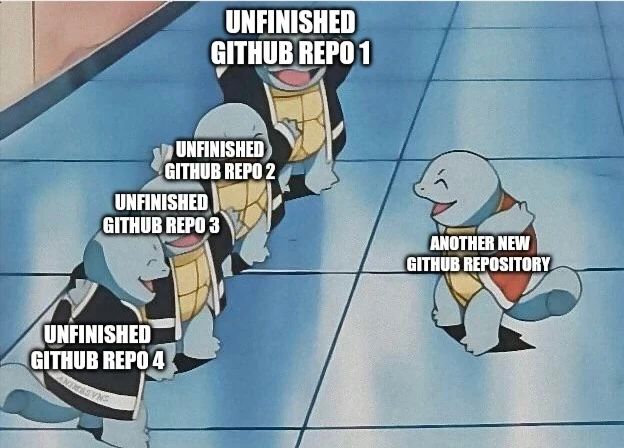 UNFINISHED
GITHUB REPO 1
UNFINISHED
GITHUB REPO 2
UNFINISHED
GITHUB REPO 3
ANOTHER NEW
GITHUB REPOSITORY
UNFINISHED
GITHUB REPO 4